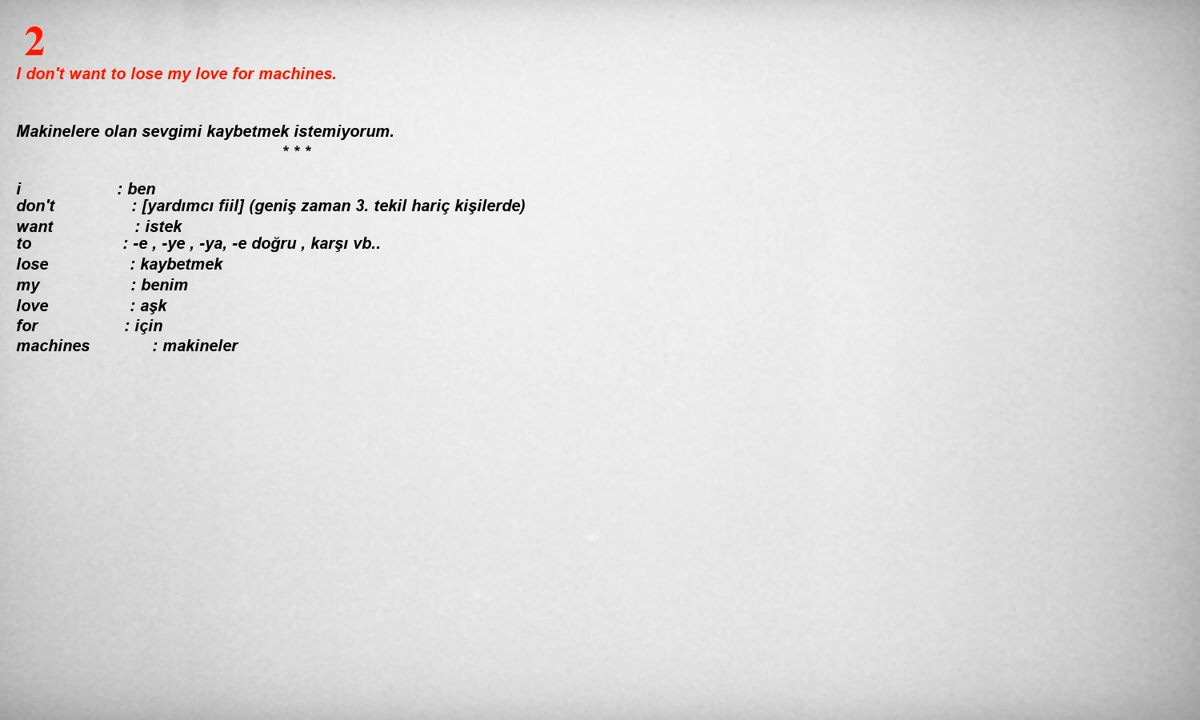 2
I don't want to lose my love for machines.
Makinelere olan sevgimi kaybetmek istemiyorum.
* * *
i : ben
don't : [yardımcı fiil] (geniş zaman 3. tekil hariç kişilerde)
want : istek
to : -e , -ye , -ya, -e doğru , karşı vb..
lose : kaybetmek
my : benim
love : aşk
for : için
machines : makineler